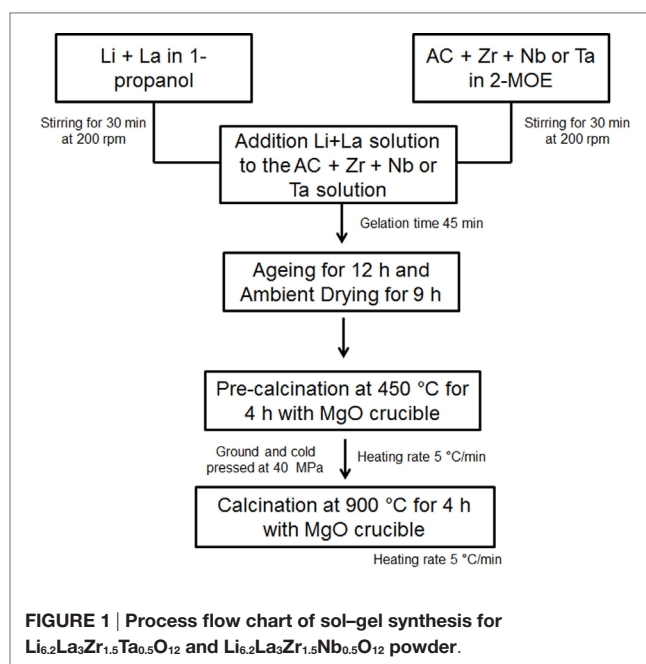 Li + La in 1-
propanol
AC + Zr + Nb or Ta
in 2-MOE
Stirring for 30 min
at 200 rpm
Stirring for 30 min
at 200 rpm
Addition Li+La solution
to the AC + Zr + Nb or
Ta solution
Gelation time 45 min
Ageing for 12 h and
Ambient Drying for 9 h
Pre-calcination at 450 °C for
4 h with MgO crucible
Ground and cold
pressed at 40 MPa
Heating rate 5 °C/min
Calcination at 900 °C for 4 h
with MgO crucible
Heating rate 5 °C/min
FIGURE 1 | Process flow chart of sol–gel synthesis for
Li₆.₂La₃Zr₁.₅Ta₀.₅O₁₂ and Li₆.₂La₃Zr₁.₅Nb₀.₅O₁₂ powder.